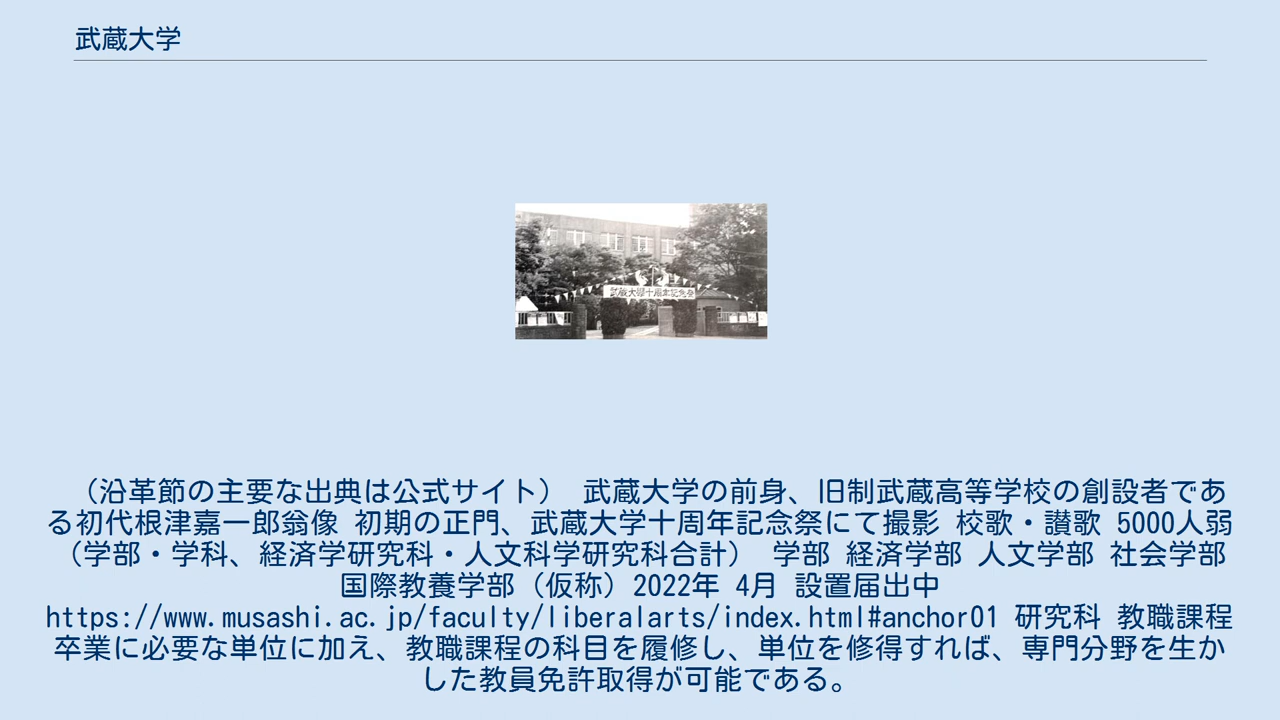 武蔵大学
武蔵大學十周年記念祭
（沿革節の主要な出典は公式サイト） 武蔵大学の前身、旧制武蔵高等学校の創設者であ
る初代根津嘉一郎翁像 初期の正門、武蔵大学十周年記念祭にて撮影 校歌・讃歌 5000人弱
（学部・学科、経済学研究科・人文科学研究科合計） 学部 経済学部 人文学部 社会学部
国際教養学部（仮称）2022年 4月 設置届出中
https://www.musashi.ac.jp/faculty/liberalarts/index.html#anchor01 研究科 教職課程
卒業に必要な単位に加え、教職課程の科目を履修し、単位を修得すれば、専門分野を生か
した教員免許取得が可能である。